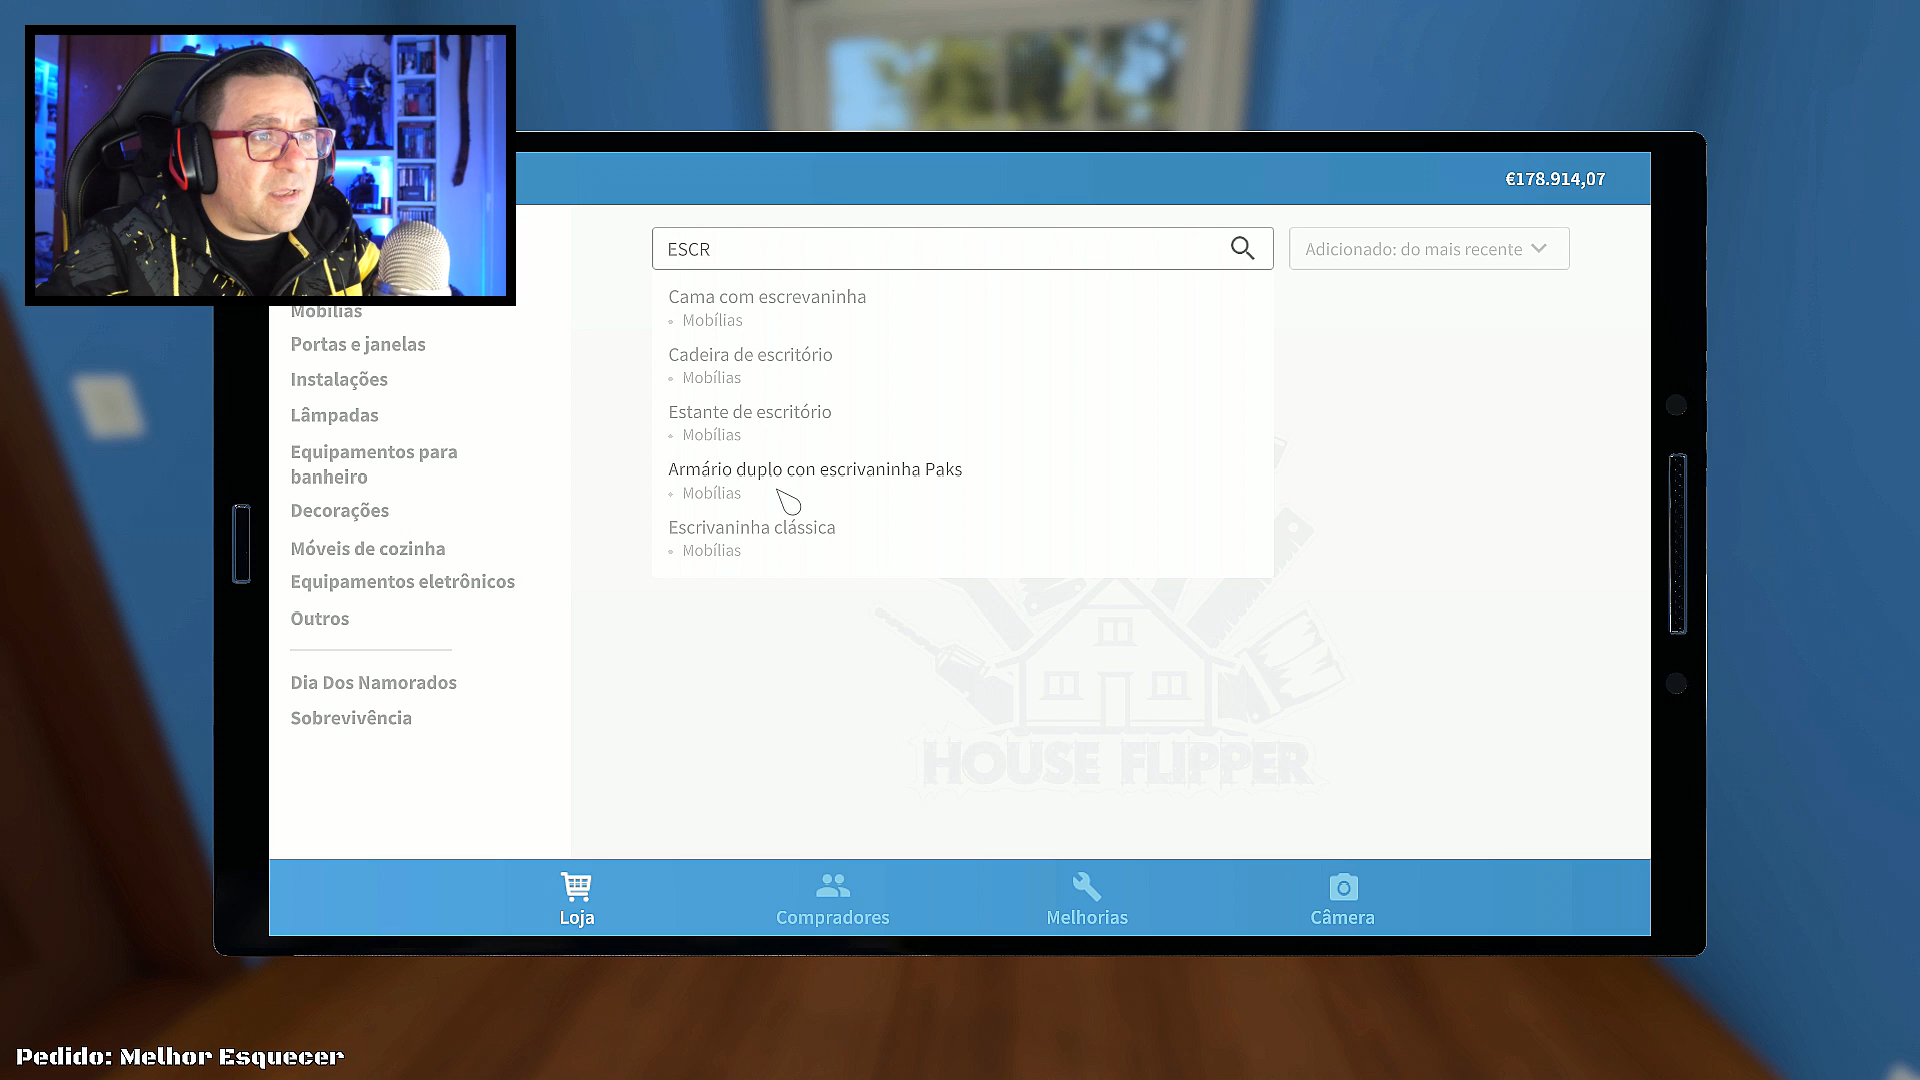 €178.914,07
ESCR
Adicionado: do mais recente
Cama com escrevaninha
Mobílias
Cadeira de escritório
Mobílias
Estante de escritório
Mobílias
Armário duplo con escrivaninha Paks
Mobílias
Escrivaninha clássica
Mobílias
Mobílias
Portas e janelas
Instalações
Lâmpadas
Equipamentos para
banheiro
Decorações
Móveis de cozinha
Equipamentos eletrônicos
Outros
Dia Dos Namorados
Sobrevivência
HOUSE FLIPPER
Loja
Compradores
Melhorias
Câmera
Pedido: Melhor Esquecer